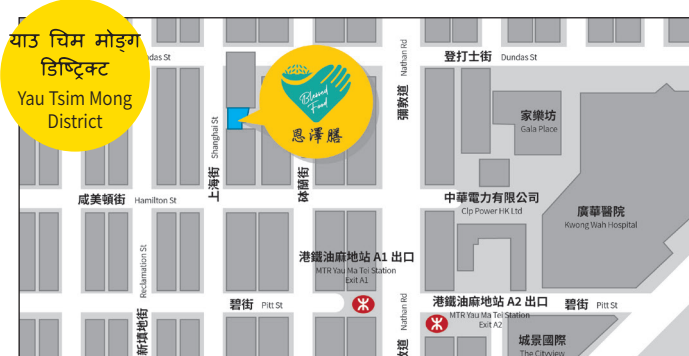 याउ चिम मोङ्ग
डिष्ट्रिक्ट
Yau Tsim Mong
District
das St
Nathan Rd
彌敦道
登打士街 Dundas St
Blessed
Food
恩澤膳
家樂坊
Gala Place
上海街 Shanghai St
砵蘭街
咸美頓街 Hamilton St
中華電力有限公司
Clp Power HK Ltd
廣華醫院
Kwong Wah Hospital
港鐵油麻地站 A1 出口
MTR Yau Ma Tei Station
Exit A1
Reclamation St
新填地街
碧街 Pitt St
Nathan Rd
敦道
港鐵油麻地站 A2 出口
MTR Yau Ma Tei Station
Exit A2
碧街 Pitt St
城景國際
The Cityview